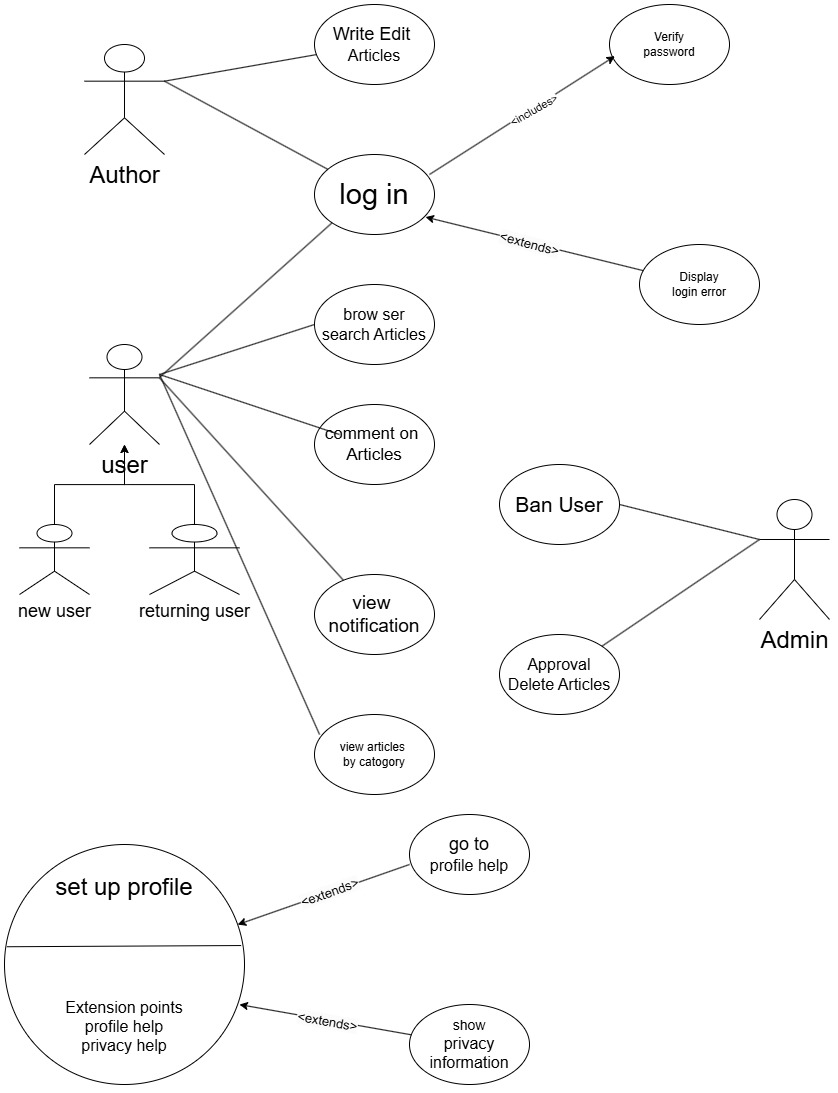 Write Edit
Articles
Verify
password
<includes>
Author
log in
<extends>
Display
login error
brow ser
search Articles
comment on
Articles
user
Ban User
new user
returning user
view
notification
Admin
Approval
Delete Articles
view articles
by catogory
go to
profile help
set up profile
<extends>
Extension points
profile help
privacy help
<extends>
show
privacy
information